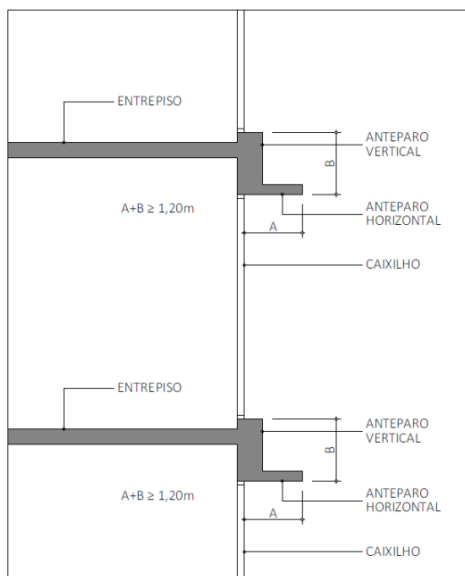 ENTREPISO
ANTEPARO
VERTICAL
B
A+B ≥ 1,20m
ANTEPARO
HORIZONTAL
A
CAIXILHO
ENTREPISO
ANTEPARO
VERTICAL
B
A+B ≥ 1,20m
ANTEPARO
HORIZONTAL
A
CAIXILHO